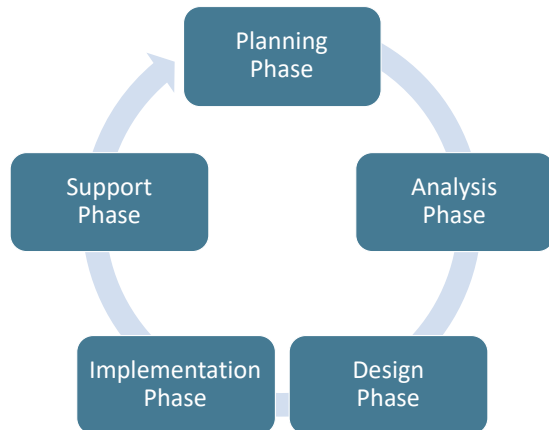 Planning
Phase
Analysis
Phase
Design
Phase
Implementation
Phase
Support
Phase